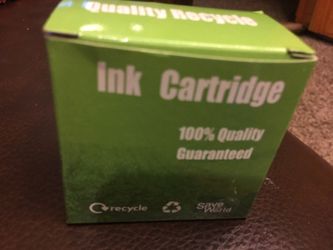 Quality Recycle
Ink Cartridge
100% Quality
Guaranteed
recycle
Save
World